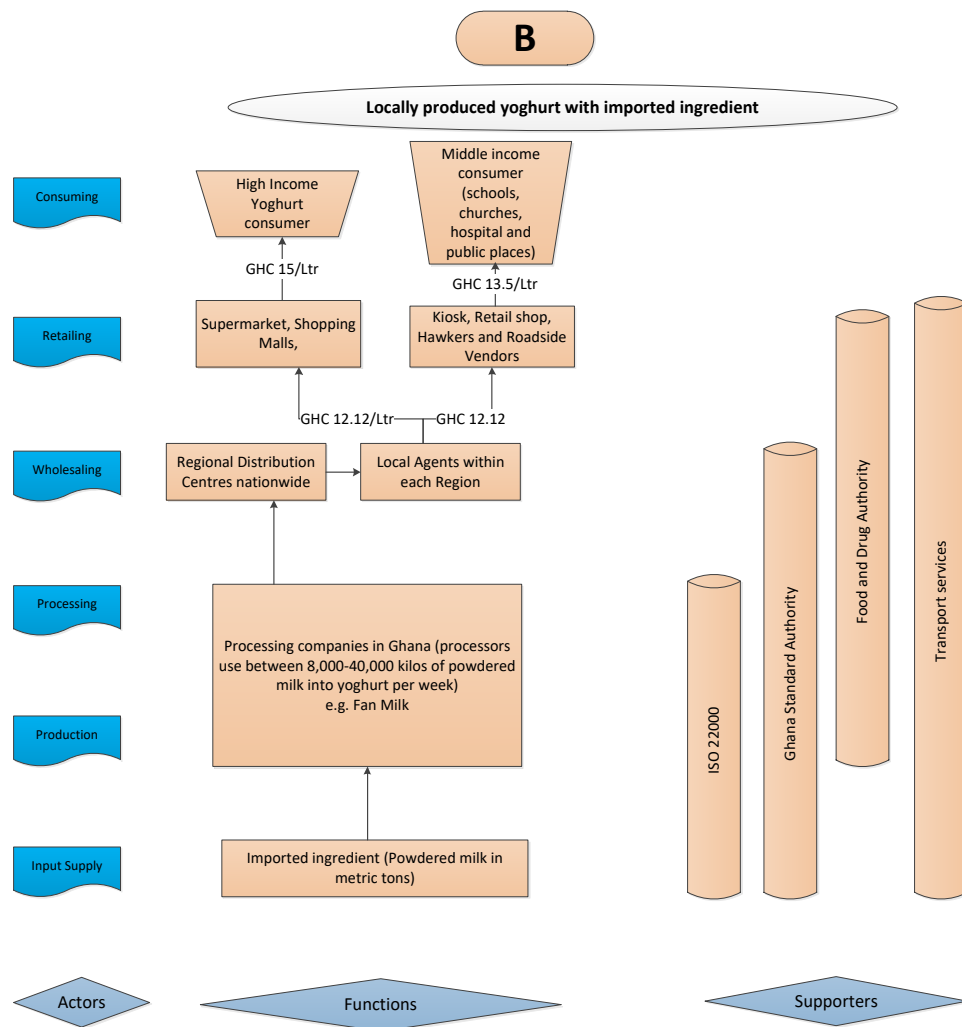 B
Locally produced yoghurt with imported ingredient
Consuming
High Income
Yoghurt
consumer
Middle income
consumer
(schools,
churches,
hospital and
public places)
GHC 15/Ltr
GHC 13.5/Ltr
Retailing
Supermarket, Shopping
Malls,
Kiosk, Retail shop,
Hawkers and Roadside
Vendors
GHC 12.12/Ltr
GHC 12.12
Wholesaling
Regional Distribution
Centres nationwide
Local Agents within
each Region
Processing
Processing companies in Ghana (processors
use between 8,000-40,000 kilos of powdered
milk into yoghurt per week)
e.g. Fan Milk
Production
Input Supply
Imported ingredient (Powdered milk in
metric tons)
ISO 22000
Ghana Standard Authority
Food and Drug Authority
Transport services
Actors
Functions
Supporters